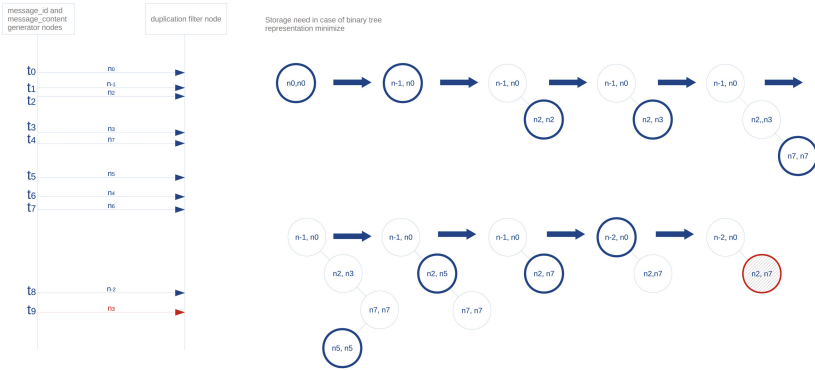 message_id and
message_content
generator nodes
duplication filter node
Storage need in case of binary tree
representation minimize
t0
n0
t1
n-1
t2
n2
t3
n3
t4
n7
t5
n5
t6
n4
t7
n6
t8
n-2
t9
n3
n0,n0
n-1, n0
n-1, n0
n2, n2
n-1, n0
n2, n3
n-1, n0
n2,,n3
n7, n7
n-1, n0
n2, n3
n7, n7
n5, n5
n-1, n0
n2, n5
n7, n7
n-1, n0
n2, n7
n-2, n0
n2,n7
n-2, n0
n2, n7